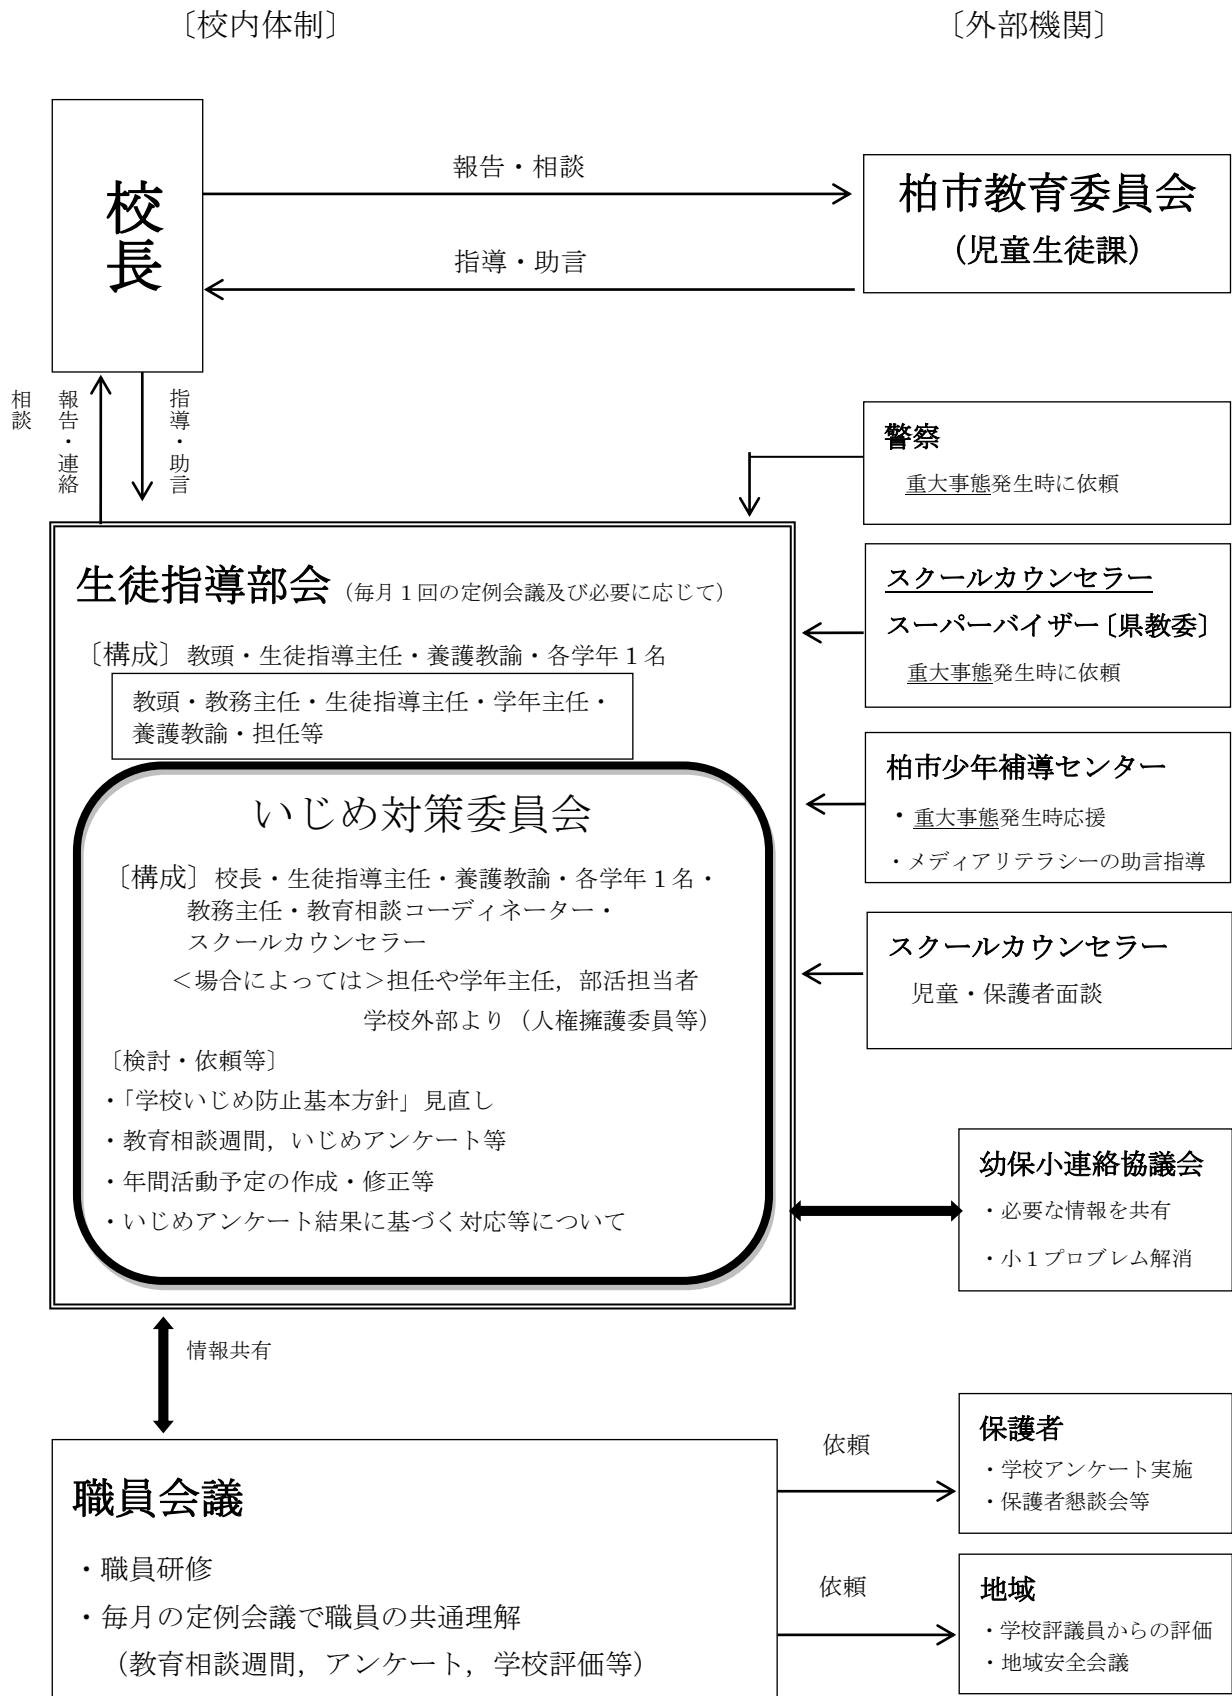 〔校内体制〕
〔外部機関〕
校長
報告・相談
指導・助言
柏市教育委員会
（児童生徒課）
相談
報告・連絡
指導・助言
警察
重大事態発生時に依頼
スクールカウンセラー
スーパーバイザー〔県教委〕
重大事態発生時に依頼
柏市少年補導センター
・重大事態発生時応援
・メディアリテラシーの助言指導
スクールカウンセラー
児童・保護者面談
生徒指導部会（毎月１回の定例会議及び必要に応じて）
〔構成〕教頭・生徒指導主任・養護教諭・各学年１名
教頭・教務主任・生徒指導主任・学年主任・
養護教諭・担任等
いじめ対策委員会
〔構成〕校長・生徒指導主任・養護教諭・各学年１名・
教務主任・教育相談コーディネーター・
スクールカウンセラー
＜場合によっては＞担任や学年主任，部活担当者
学校外部より（人権擁護委員等）
〔検討・依頼等〕
・「学校いじめ防止基本方針」見直し
・教育相談週間，いじめアンケート等
・年間活動予定の作成・修正等
・いじめアンケート結果に基づく対応等について
幼保小連絡協議会
・必要な情報を共有
・小１プロブレム解消
情報共有
職員会議
・職員研修
・毎月の定例会議で職員の共通理解
（教育相談週間，アンケート，学校評価等）
依頼
保護者
・学校アンケート実施
・保護者懇談会等
依頼
地域
・学校評議員からの評価
・地域安全会議